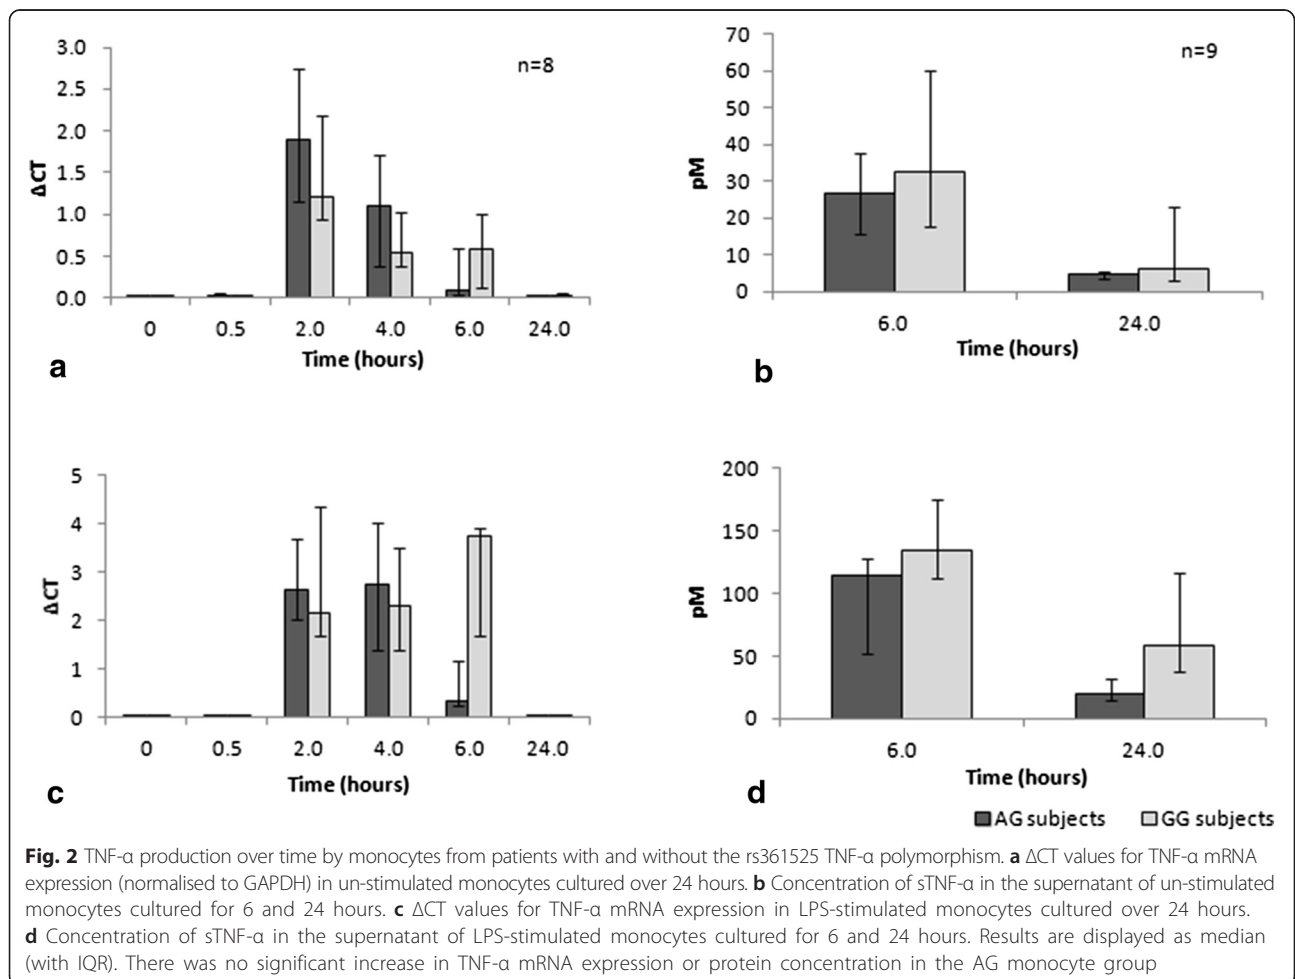 3.0
n=8
2.5
2.0
1.5
1.0
0.5
0.0
ΔCT
0 0.5 2.0 4.0 6.0 24.0
Time (hours)
a
70
n=9
60
50
40
30
20
10
0
pM
6.0 24.0
Time (hours)
b
5
4
3
2
1
0
ΔCT
0 0.5 2.0 4.0 6.0 24.0
Time (hours)
c
200
150
100
50
0
pM
6.0 24.0
Time (hours)
d
AG subjects GG subjects
Fig. 2 TNF-α production over time by monocytes from patients with and without the rs361525 TNF-α polymorphism. a ΔCT values for TNF-α mRNA
expression (normalised to GAPDH) in un-stimulated monocytes cultured over 24 hours. b Concentration of sTNF-α in the supernatant of un-stimulated
monocytes cultured for 6 and 24 hours. c ΔCT values for TNF-α mRNA expression in LPS-stimulated monocytes cultured over 24 hours.
d Concentration of sTNF-α in the supernatant of LPS-stimulated monocytes cultured for 6 and 24 hours. Results are displayed as median
(with IQR). There was no significant increase in TNF-α mRNA expression or protein concentration in the AG monocyte group